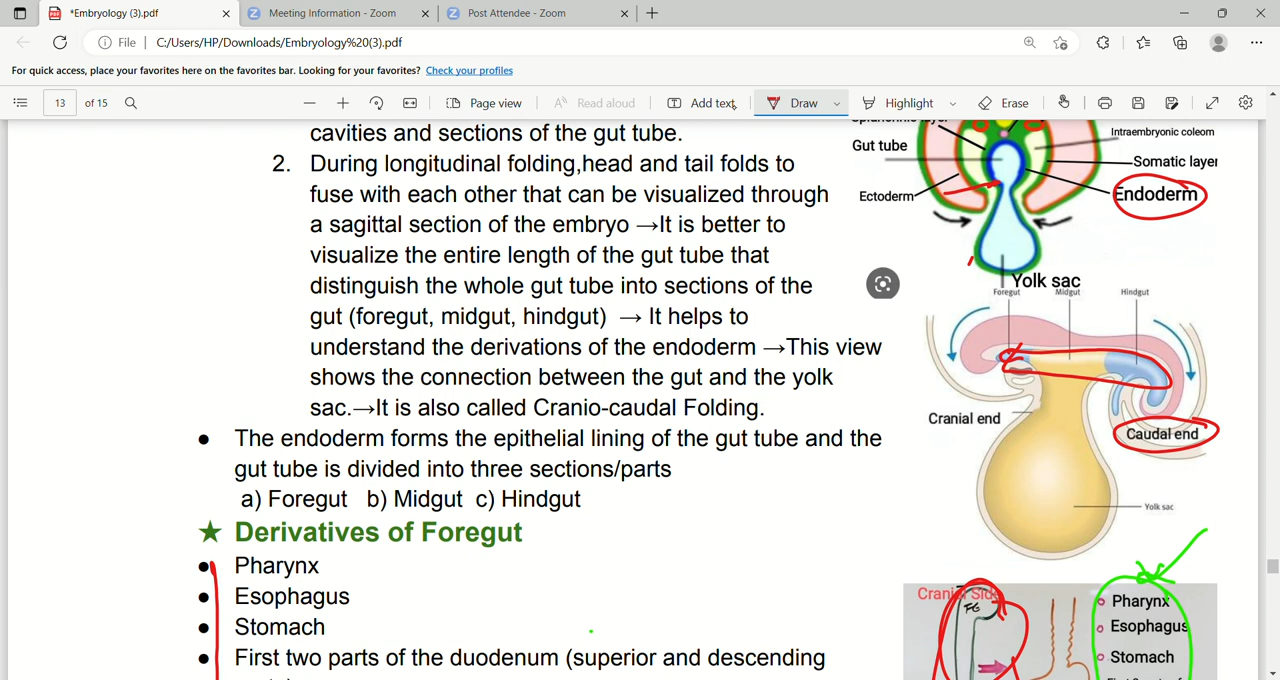 *Embryology (3).pdf
Meeting Information - Zoom
Post Attendee - Zoom
File
C:/Users/HP/Downloads/Embryology%20(3).pdf
For quick access, place your favorites here on the favorites bar. Looking for your favorites? Check your profiles
13 of 15
Page view
Read aloud
Add text
Draw
Highlight
Erase
cavities and sections of the gut tube.
2. During longitudinal folding,head and tail folds to
fuse with each other that can be visualized through
a sagittal section of the embryo →It is better to
visualize the entire length of the gut tube that
distinguish the whole gut tube into sections of the
gut (foregut, midgut, hindgut) → It helps to
understand the derivations of the endoderm →This view
shows the connection between the gut and the yolk
sac.→It is also called Cranio-caudal Folding.
● The endoderm forms the epithelial lining of the gut tube and the
gut tube is divided into three sections/parts
a) Foregut b) Midgut c) Hindgut
★ Derivatives of Foregut
● Pharynx
● Esophagus
● Stomach
● First two parts of the duodenum (superior and descending
Intraembryonic coleom
Gut tube
Somatic layer
Ectoderm
Endoderm
Yolk sac
Foregut
Midgut
Hindgut
Cranial end
Caudal end
Yolk sac
Cranial Side
FG
Pharynx
Esophagus
Stomach